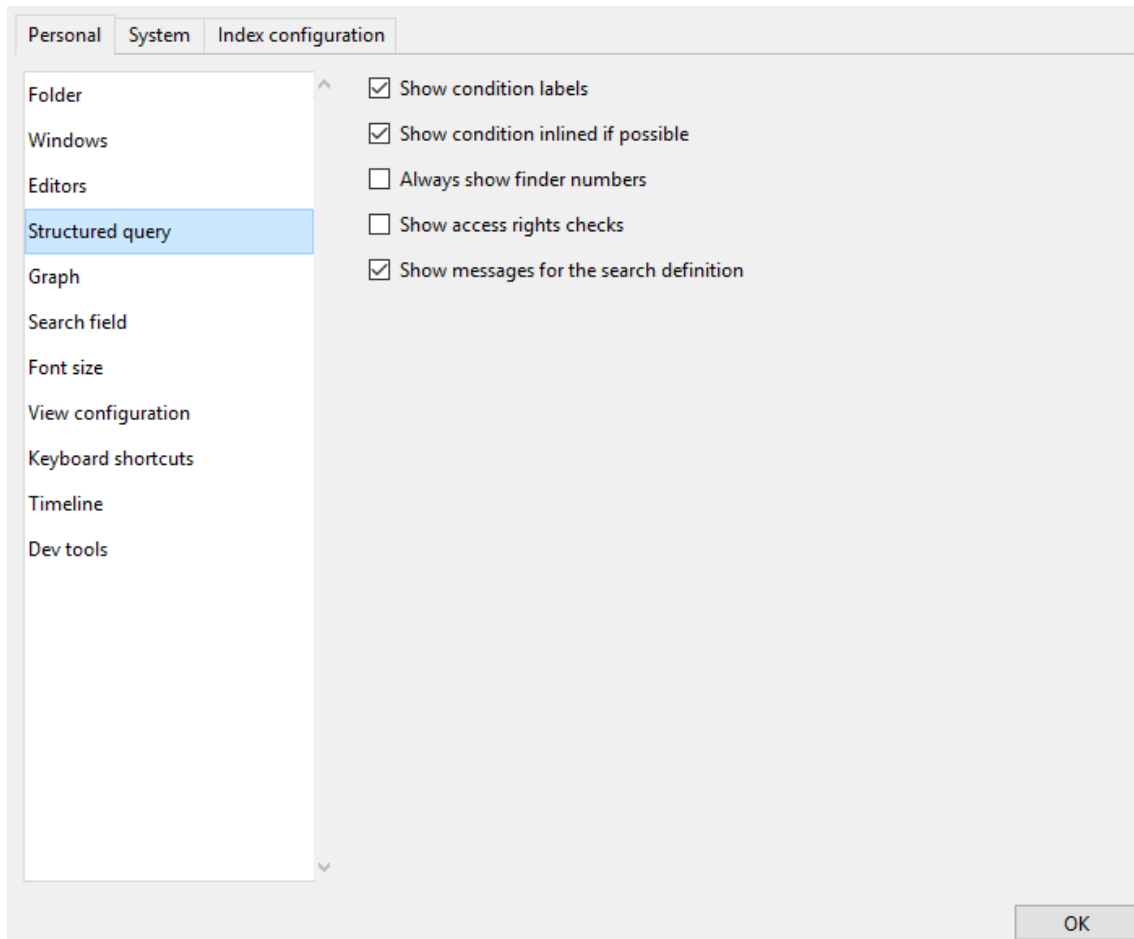 Personal System Index configuration
Folder
Windows
Editors
Structured query
Graph
Search field
Font size
View configuration
Keyboard shortcuts
Timeline
Dev tools
Show condition labels
Show condition inlined if possible
Always show finder numbers
Show access rights checks
Show messages for the search definition
OK